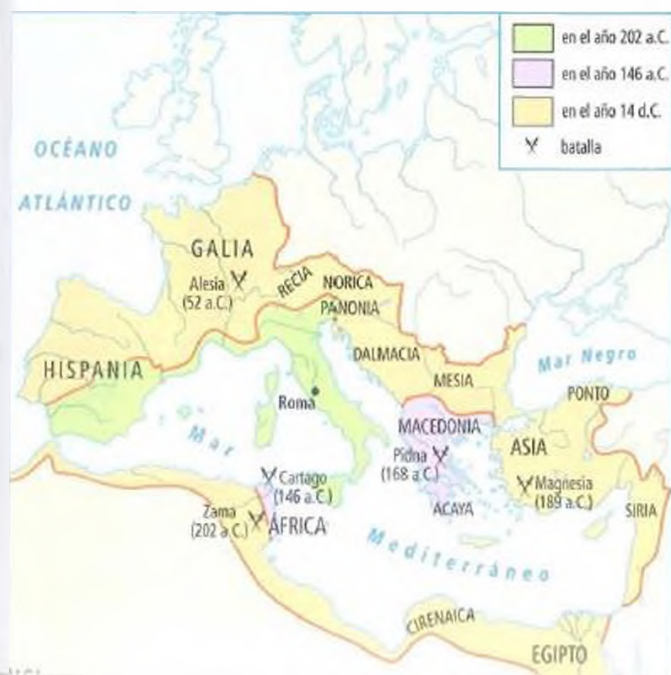 en el año 202 a.C.
en el año 146 a.C.
en el año 14 d.C.
batalla
OCÉANO
ATLÁNTICO
GALIA
Alesia
(52 a.C.)
RECIA
NORICA
PANONIA
HISPANIA
DALMACIA
MESIA
Mar Negro
PONTO
Roma
MACEDONIA
Pidna
(168 a.C.)
ASIA
Magnesia
(189 a.C.)
Mar
Cartago
(146 a.C.)
Zama
(202 a.C.)
ÁFRICA
ACAYA
SIRIA
Mediterráneo
CIRENAICA
EGIPTO